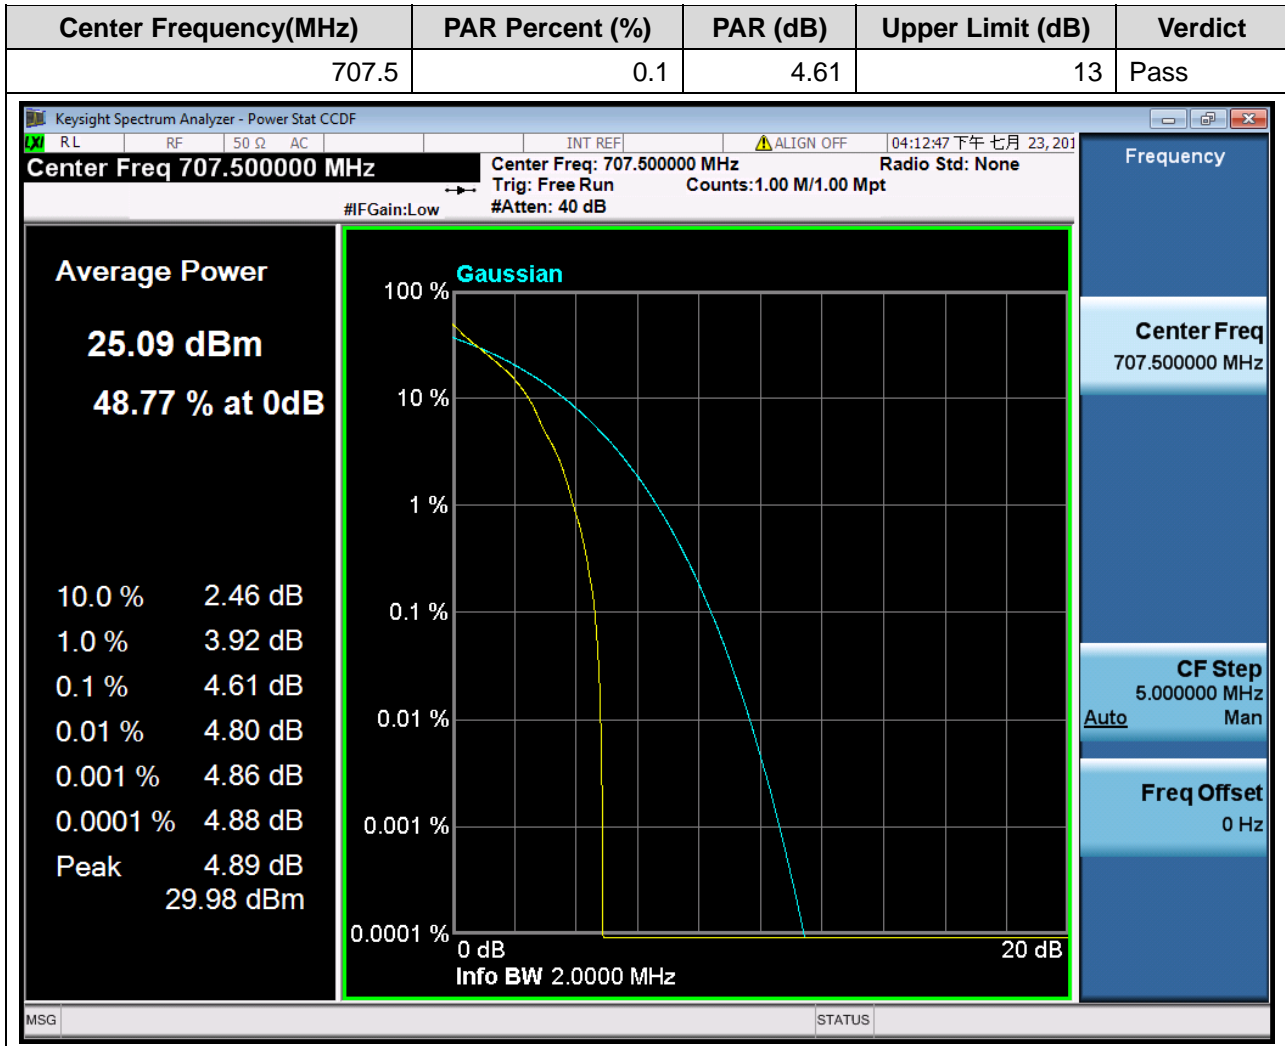 Center Frequency(MHz) PAR Percent (%) PAR (dB) Upper Limit (dB) Verdict
707.5 0.1 4.61 13 Pass
Keysight Spectrum Analyzer - Power Stat CCDF
LXI RL RF 50 Ω AC INT REF ALIGN OFF 04:12:47 下午 七月 23, 201
Center Freq 707.500000 MHz
Center Freq: 707.500000 MHz Radio Std: None
Trig: Free Run Counts:1.00 M/1.00 Mpt
#IFGain:Low #Atten: 40 dB
Frequency
Average Power
25.09 dBm
48.77 % at 0dB
10.0 % 2.46 dB
1.0 % 3.92 dB
0.1 % 4.61 dB
0.01 % 4.80 dB
0.001 % 4.86 dB
0.0001 % 4.88 dB
Peak 4.89 dB
29.98 dBm
Gaussian
100 %
10 %
1 %
0.1 %
0.01 %
0.001 %
0.0001 %
0 dB 20 dB
Info BW 2.0000 MHz
Center Freq
707.500000 MHz
CF Step
5.000000 MHz
Auto Man
Freq Offset
0 Hz
MSG STATUS